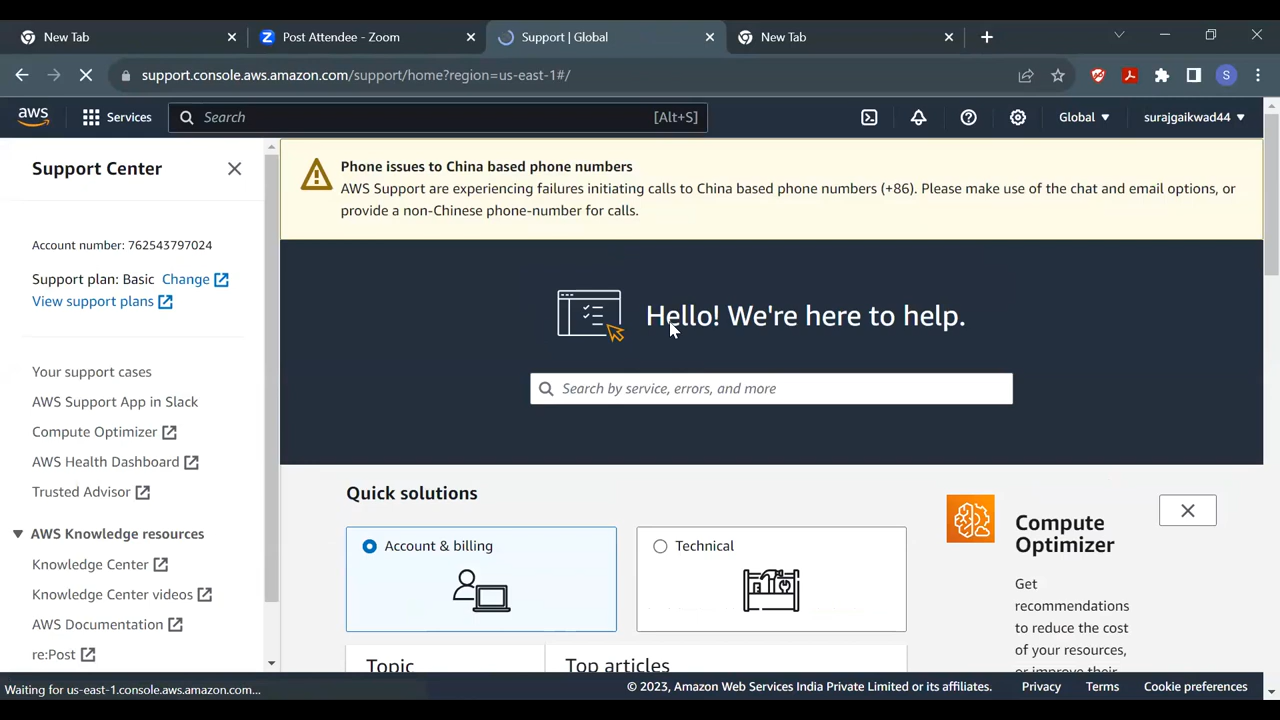 New Tab
Post Attendee - Zoom
Support | Global
New Tab
support.console.aws.amazon.com/support/home?region=us-east-1#/
S
aws
Services
Search
[Alt+S]
Global
surajgaikwad44
Support Center
Account number: 762543797024
Support plan: Basic Change
View support plans
Your support cases
AWS Support App in Slack
Compute Optimizer
AWS Health Dashboard
Trusted Advisor
AWS Knowledge resources
Knowledge Center
Knowledge Center videos
AWS Documentation
re:Post
Phone issues to China based phone numbers
AWS Support are experiencing failures initiating calls to China based phone numbers (+86). Please make use of the chat and email options, or
provide a non-Chinese phone-number for calls.
Hello! We're here to help.
Search by service, errors, and more
Quick solutions
Account & billing
Technical
Topic
Top articles
Compute
Optimizer
Get
recommendations
to reduce the cost
of your resources,
or improve their
Waiting for us-east-1.console.aws.amazon.com...
© 2023, Amazon Web Services India Private Limited or its affiliates.
Privacy
Terms
Cookie preferences